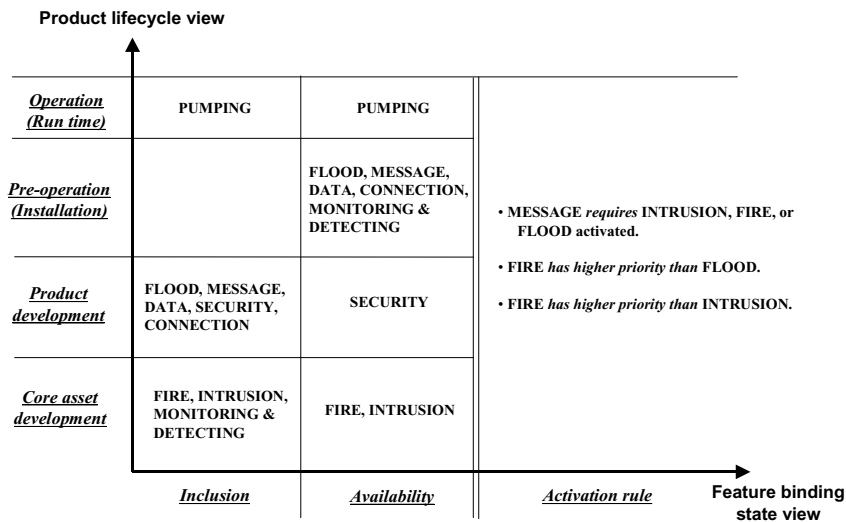 Product lifecycle view
Operation
(Run time)
PUMPING
PUMPING
Pre-operation
(Installation)
FLOOD, MESSAGE,
DATA, CONNECTION,
MONITORING &
DETECTING
Product
development
FLOOD, MESSAGE,
DATA, SECURITY,
CONNECTION
SECURITY
Core asset
development
FIRE, INTRUSION,
MONITORING &
DETECTING
FIRE, INTRUSION
• MESSAGE requires INTRUSION, FIRE, or
FLOOD activated.
• FIRE has higher priority than FLOOD.
• FIRE has higher priority than INTRUSION.
Inclusion
Availability
Activation rule
Feature binding
state view